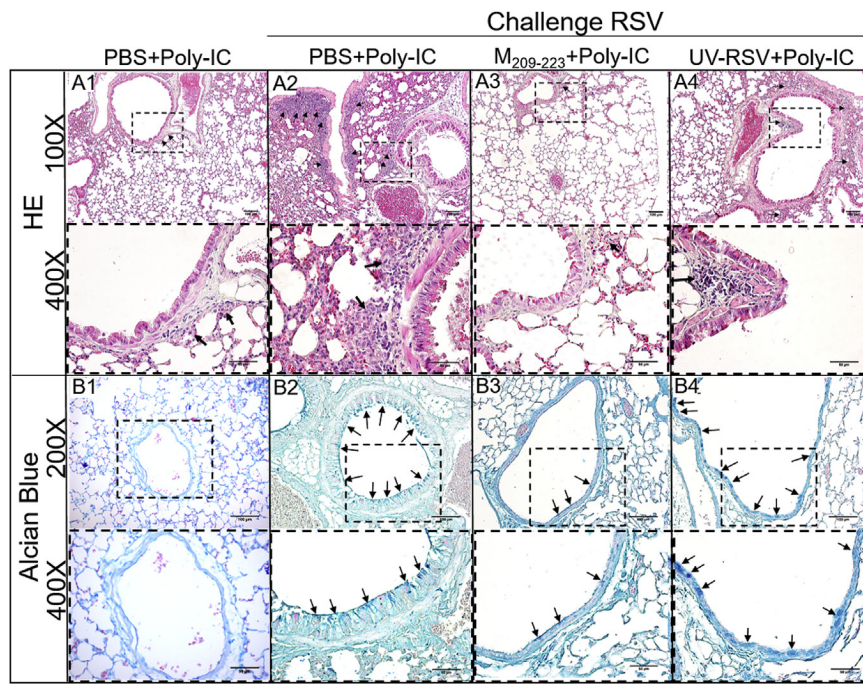 Challenge RSV
PBS+Poly-IC PBS+Poly-IC M209-223+Poly-IC UV-RSV+Poly-IC
HE
100X
A1 A2 A3 A4
400X
Alcian Blue
200X
B1 B2 B3 B4
400X